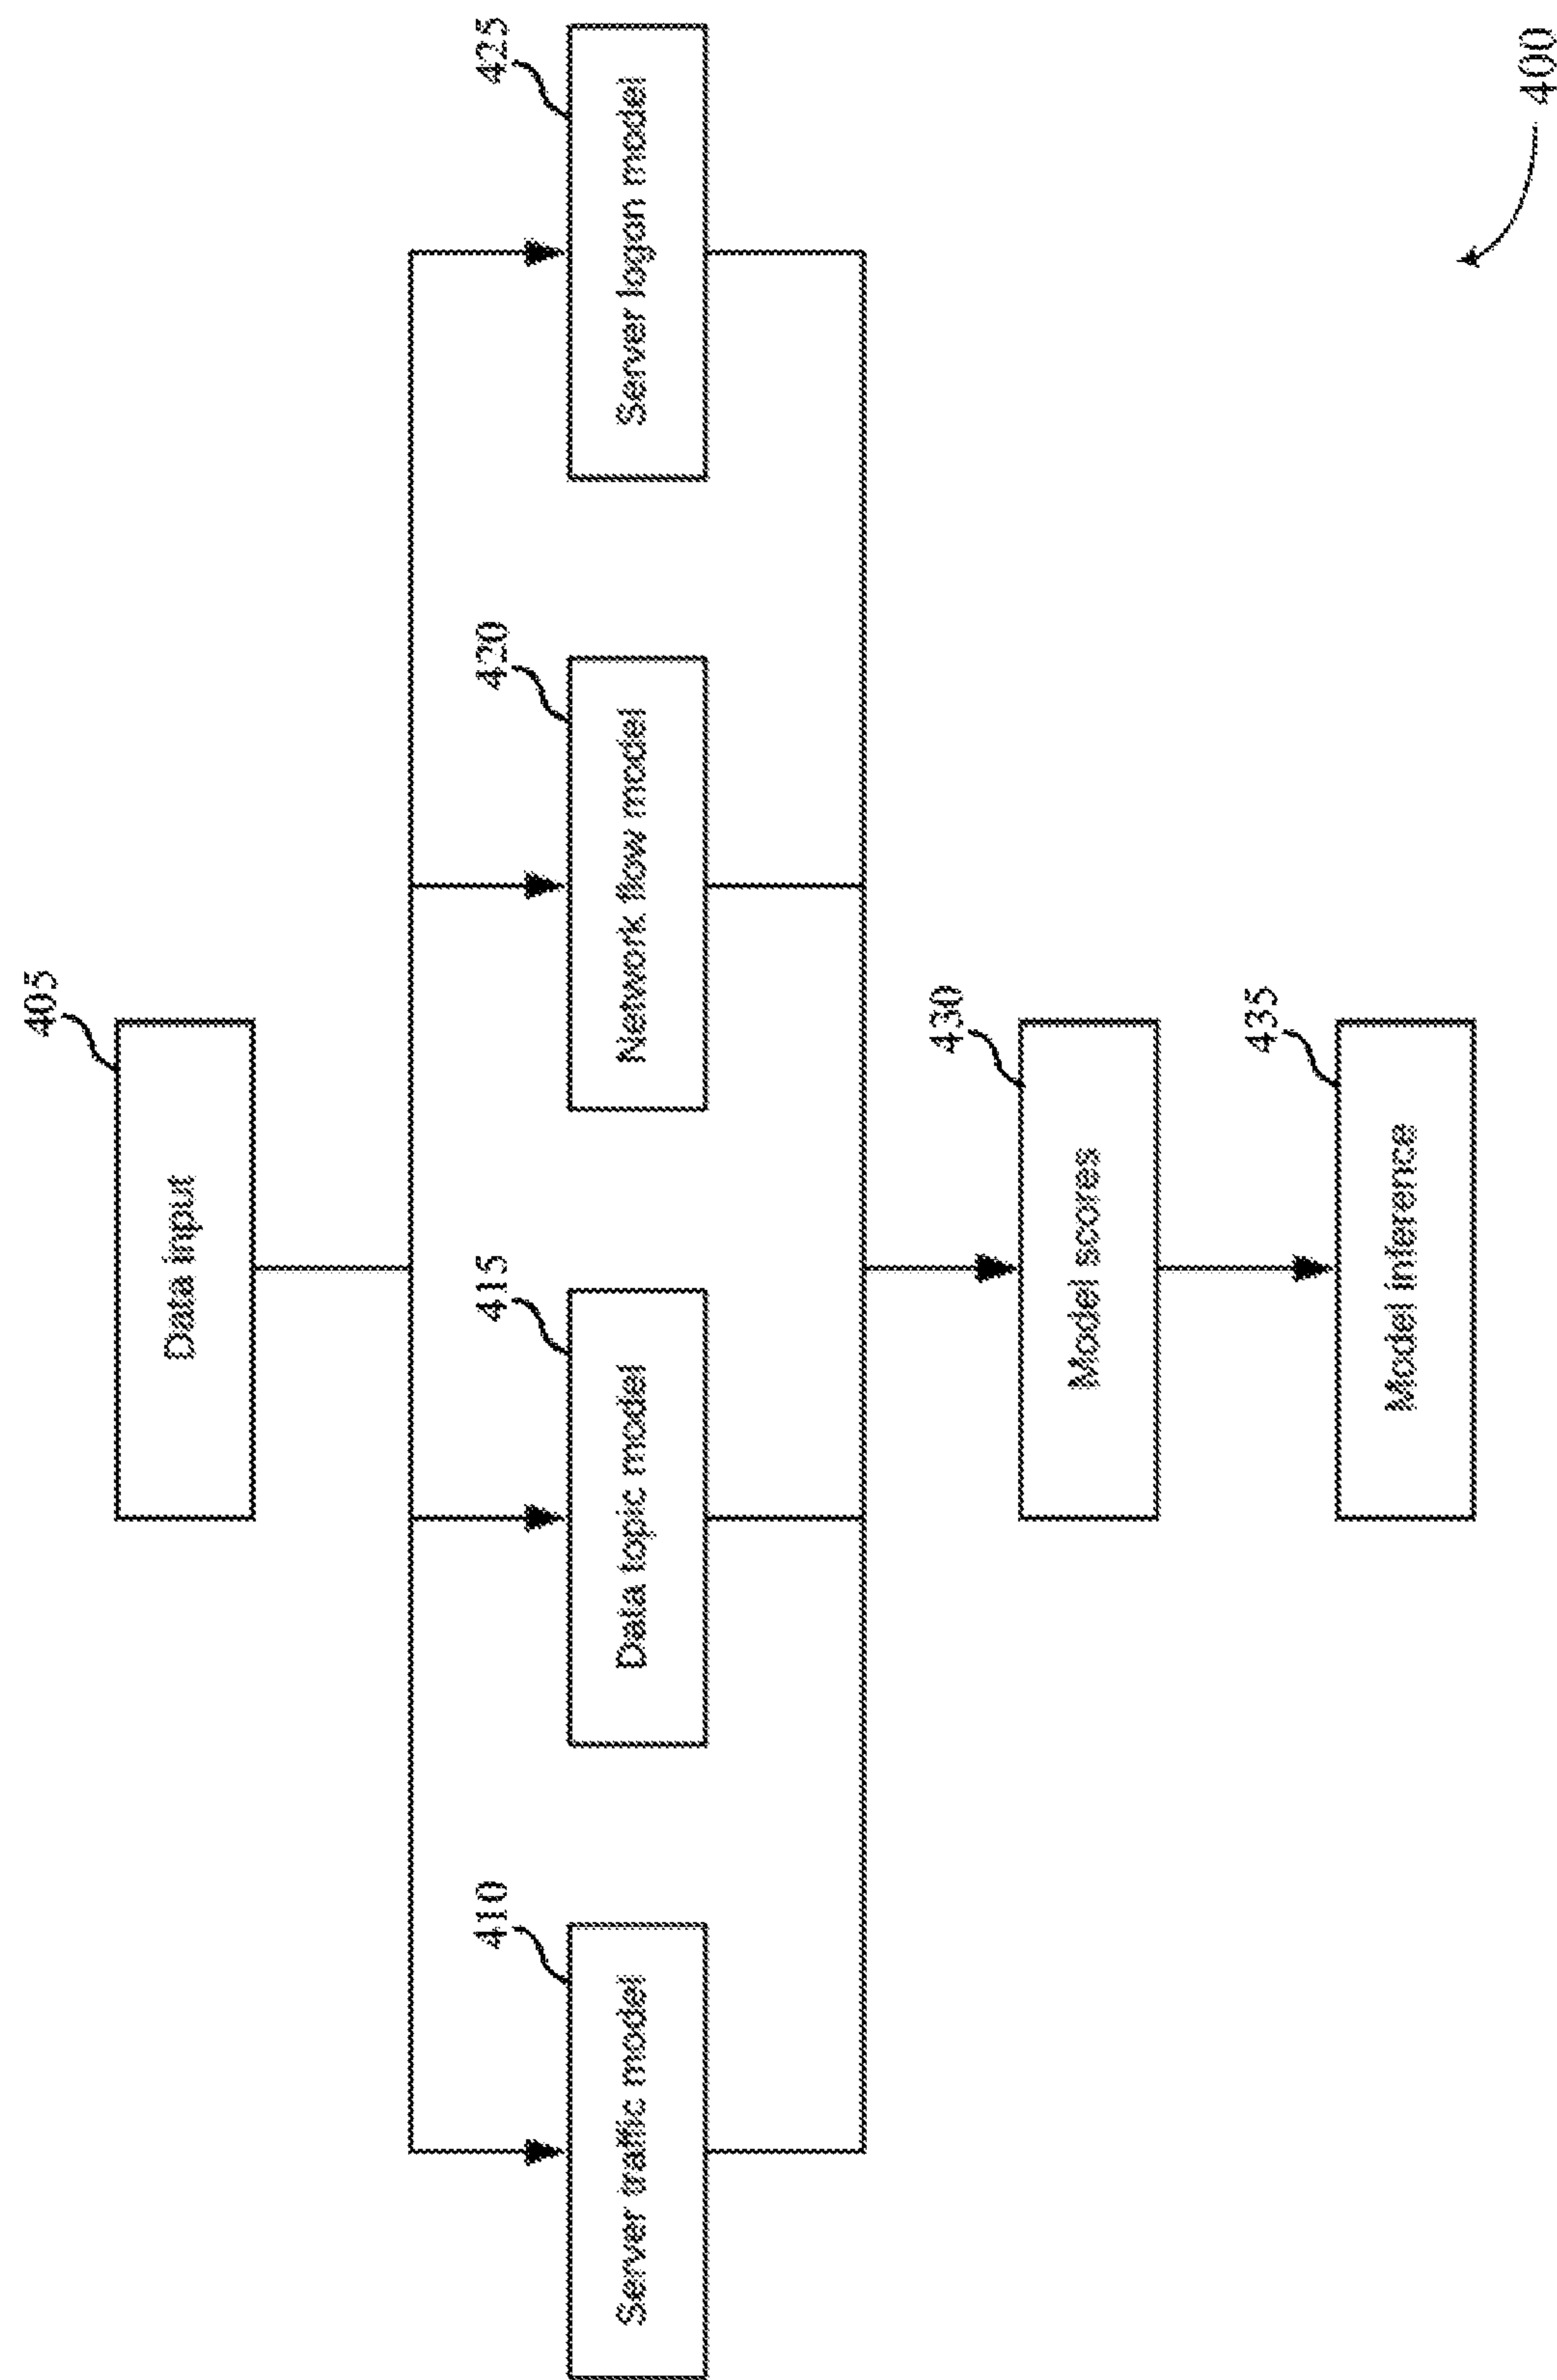 405
Data input
410
Server traffic model
415
Data topic model
420
Network flow model
425
Server logon model
430
Model scores
435
Model inference
400